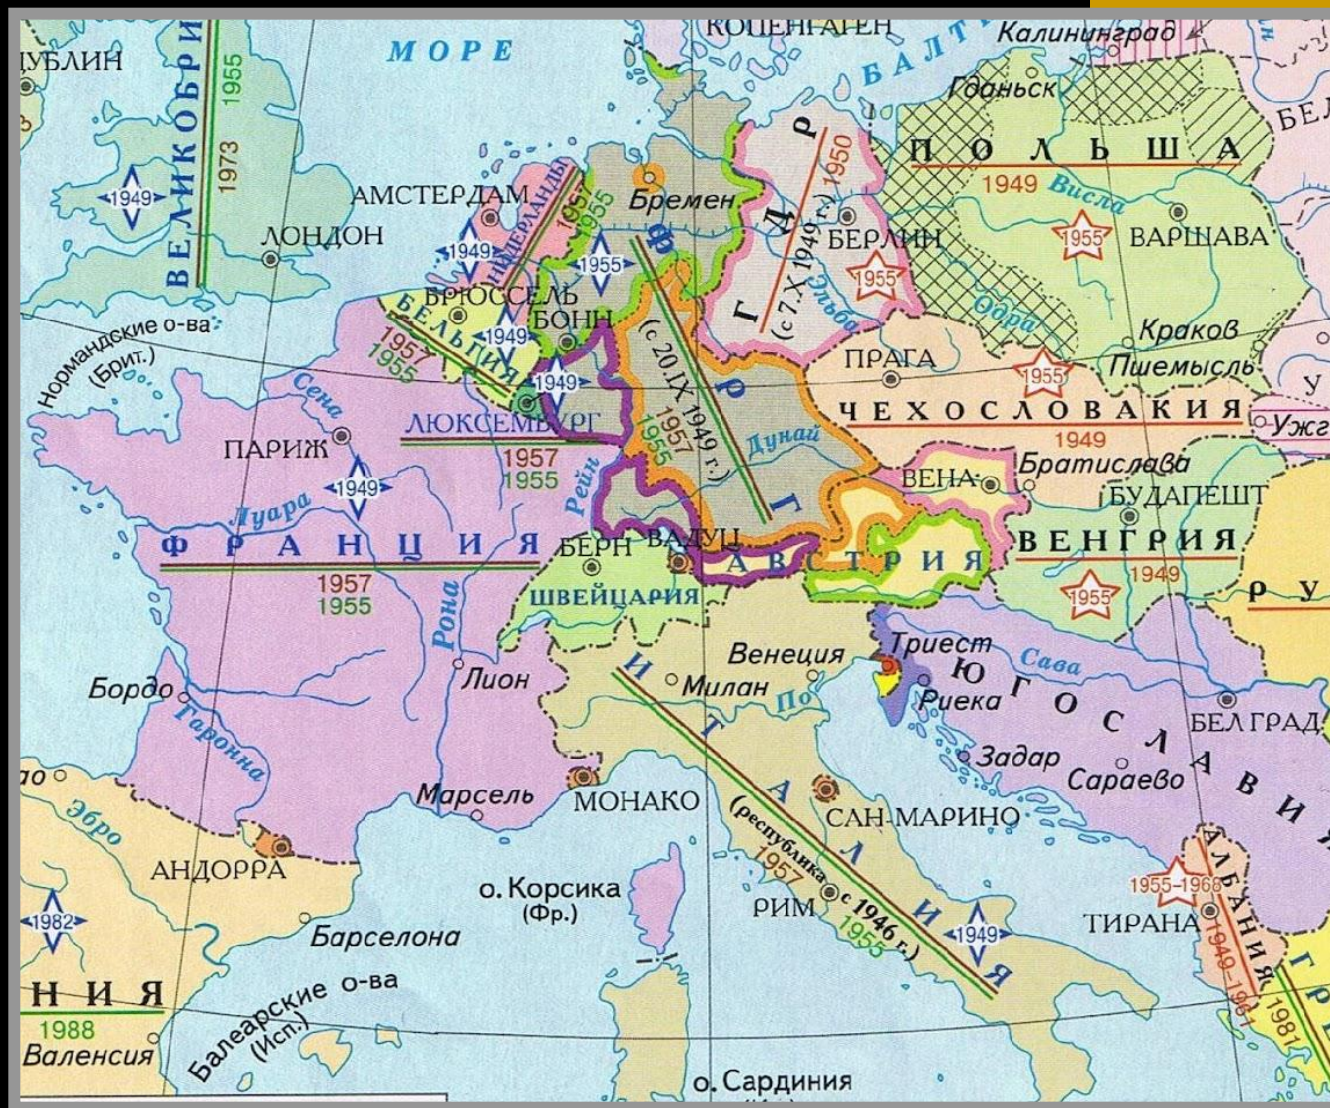 КОПЕНГАГЕН
Калининград
МОРЕ
БАЛТ
ДУБЛИН
Гданьск
БЕЛ
ВЕЛИКОБРИ
1955
1973
1949
АМСТЕРДАМ
НИДЕРЛАНДЫ
1957
1955
1949
Бремен
ГДР
(с 7.X 1949 г.)
1950
ПОЛЬША
1949
Висла
1955
ВАРШАВА
ЛОНДОН
БЕРЛИН
1955
Эльба
Одра
БРЮССЕЛЬ
БЕЛЬГИЯ
1957
1955
1949
БОНН
1955
ФРГ
(с 20.IX 1949 г.)
1957
1955
Нормандские о-ва
(Брит.)
Краков
Пшемысль
ПРАГА
1955
ЧЕХОСЛОВАКИЯ
1949
У
Ужг
Сена
1949
ЛЮКСЕМБУРГ
1957
1955
ПАРИЖ
1949
Дунай
Рейн
ВЕНА
Братислава
БУДАПЕШТ
Луара
ФРАНЦИЯ
1957
1955
БЕРН
ВАДУЦ
АВСТРИЯ
ВЕНГРИЯ
1949
1955
РУ
ШВЕЙЦАРИЯ
Рона
Лион
Венеция
Милан
По
Триест
Риека
ЮГОСЛАВИЯ
Сава
БЕЛГРАД
Бордо
Гаронна
Задар
Сараево
ао
Марсель
МОНАКО
САН-МАРИНО
ИТАЛИЯ
(республика с 1946 г.)
1957
1955
1949
РИМ
Эбро
АНДОРРА
о. Корсика
(Фр.)
АЛБАНИЯ
1955-1968
ТИРАНА
1949-1961
1982
Барселона
НИЯ
1988
Валенсия
Балеарские о-ва
(Исп.)
о. Сардиния
ГР
1981